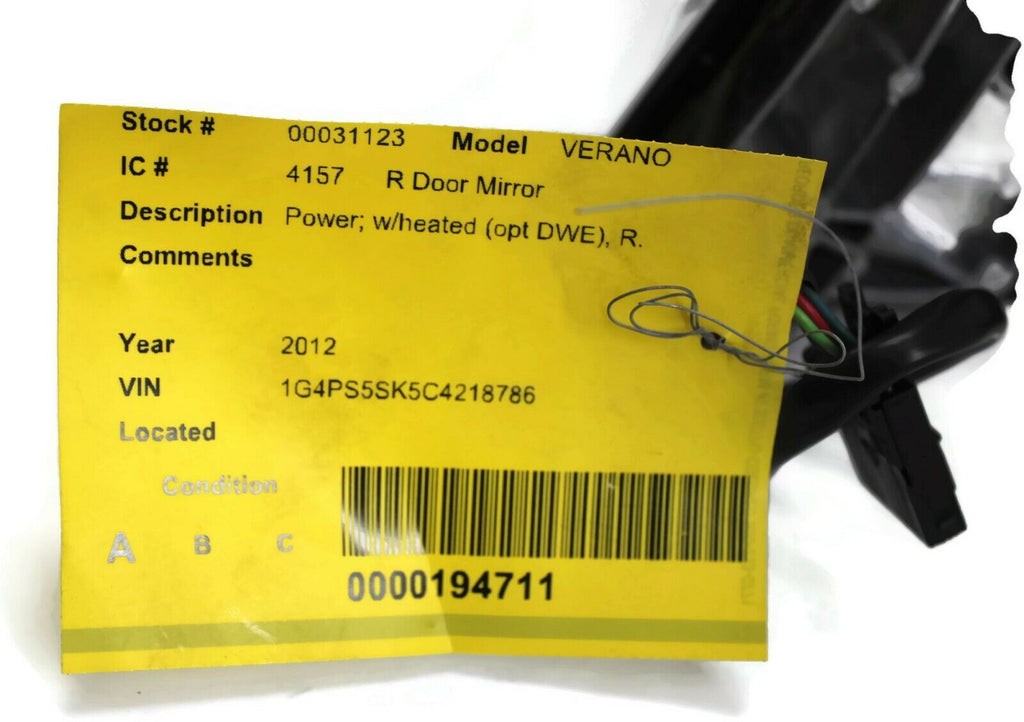 Stock # 00031123 Model VERANO
IC # 4157 R Door Mirror
Description Power; w/heated (opt DWE), R.
Comments
Year 2012
VIN 1G4PS5SK5C4218786
Located
Condition
A B C
0000194711